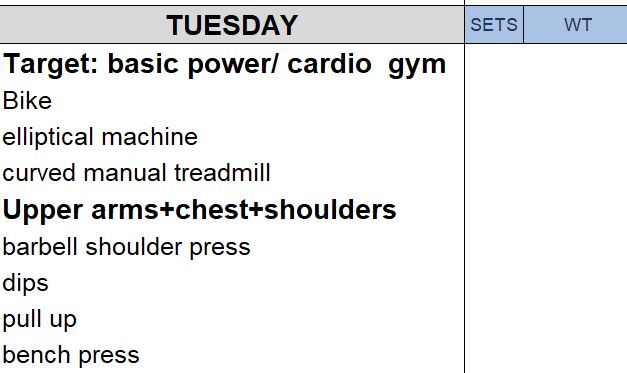 TUESDAY SETS WT
Target: basic power/ cardio  gym
Bike
elliptical machine
curved manual treadmill
Upper arms+chest+shoulders
barbell shoulder press
dips
pull up
bench press